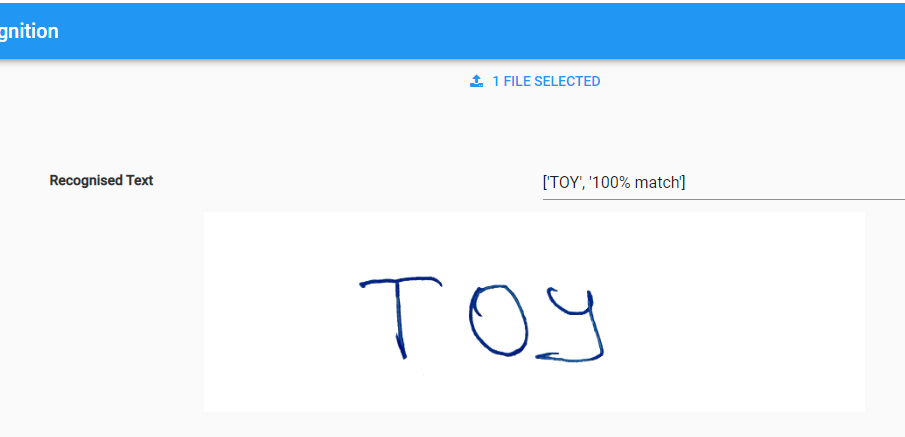 gnition
1 FILE SELECTED
Recognised Text
['TOY', '100% match']
TOY